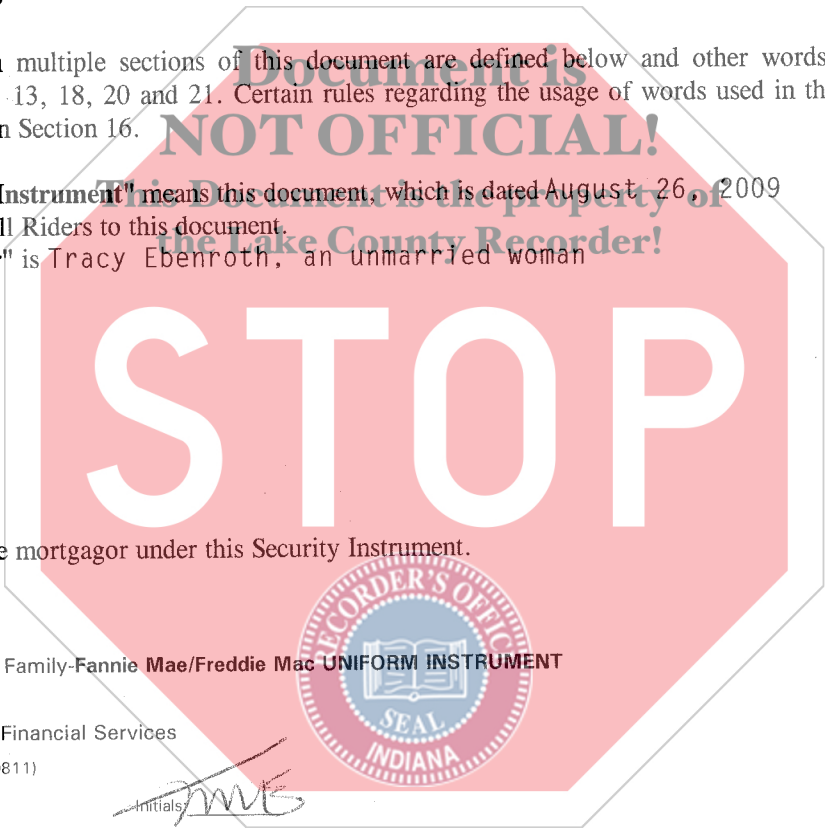 multiple sections of this document are defined below and other words
Document is
13, 18, 20 and 21. Certain rules regarding the usage of words used in
n Section 16.
NOT OFFICIAL!
Instrument" means this document, which is dated August 26, 2009
This Document is the property of
ll Riders to this document.
the Lake County Recorder!
" is Tracy Ebenroth, an unmarried woman
STOP
e mortgagor under this Security Instrument.
RECORDER'S OFFICE
Family-Fannie Mae/Freddie Mac UNIFORM INSTRUMENT
SEAL
INDIANA
Financial Services
811)
Initials: